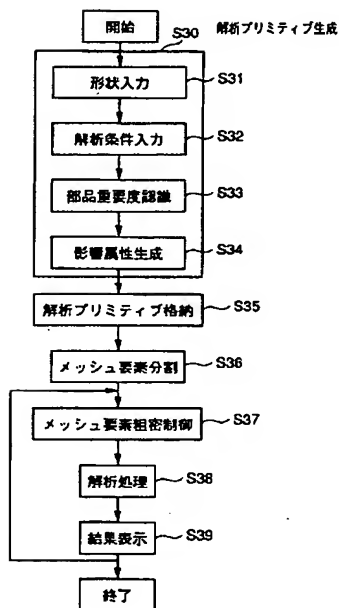 開始
S30
解析プリミティブ生成
形状入力
S31
解析条件入力
S32
部品重要度認識
S33
影響属性生成
S34
解析プリミティブ格納
S35
メッシュ要素分割
S36
メッシュ要素粗密制御
S37
解析処理
S38
結果表示
S39
終了